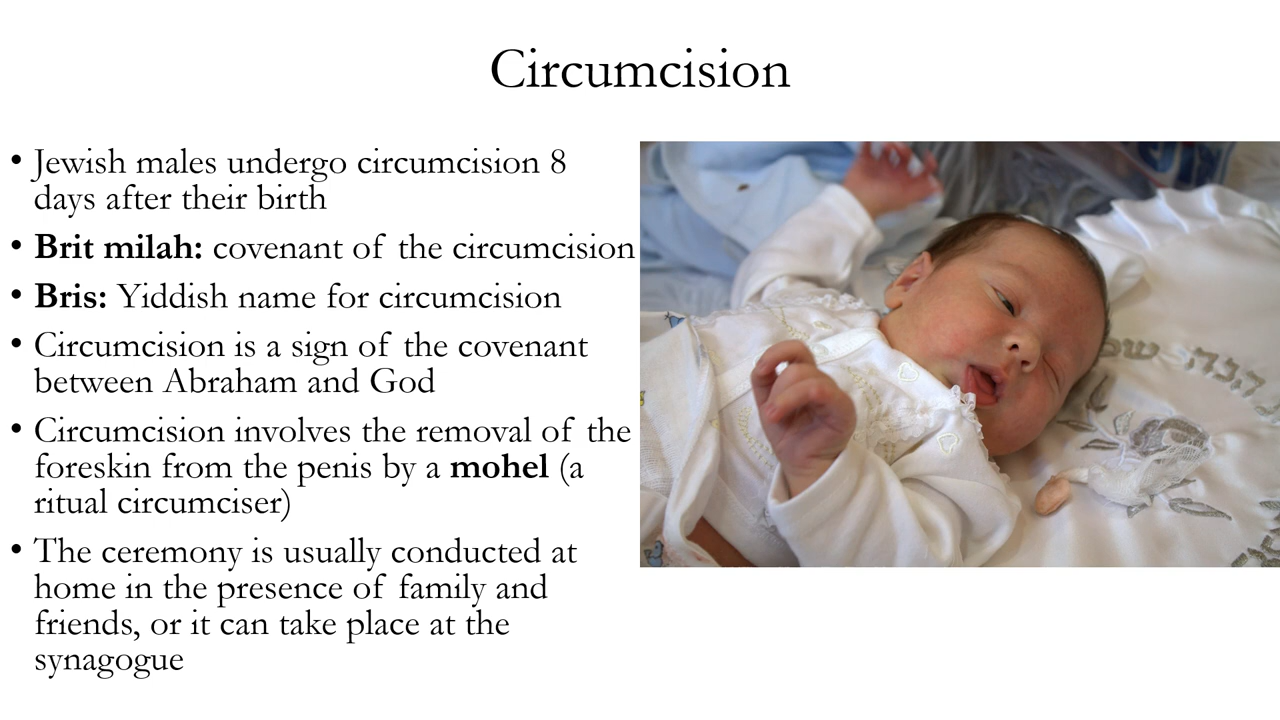 Circumcision
• Jewish males undergo circumcision 8
days after their birth
• Brit milah: covenant of the circumcision
• Bris: Yiddish name for circumcision
• Circumcision is a sign of the covenant
between Abraham and God
• Circumcision involves the removal of the
foreskin from the penis by a mohel (a
ritual circumciser)
• The ceremony is usually conducted at
home in the presence of family and
friends, or it can take place at the
synagogue